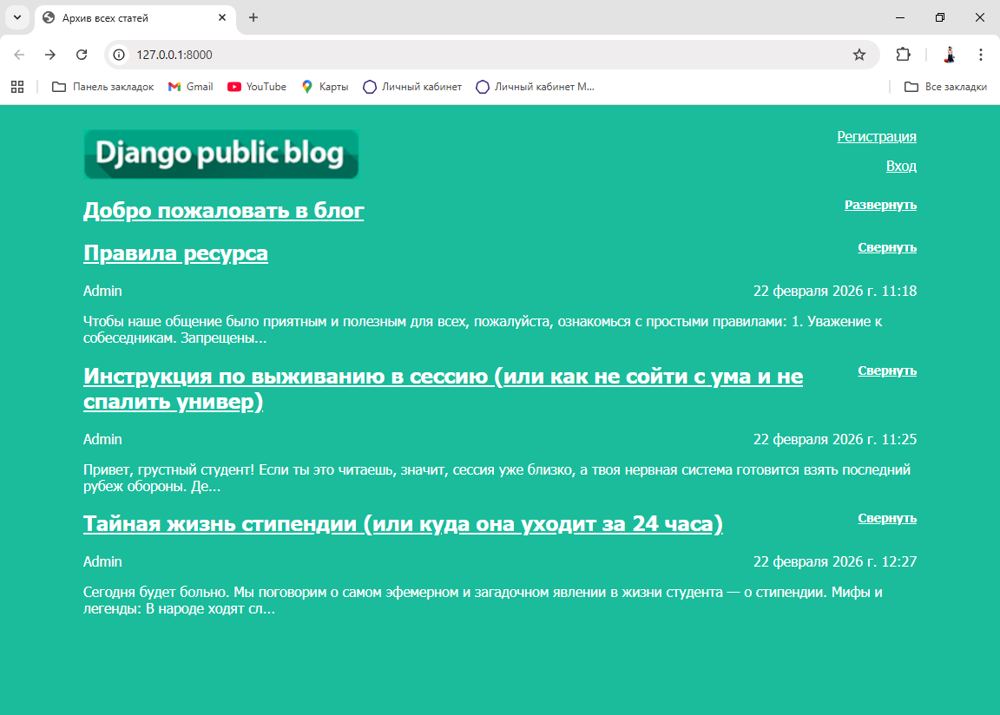 Архив всех статей
127.0.0.1:8000
Панель закладок Gmail YouTube Карты Личный кабинет Личный кабинет М... Все закладки
Django public blog
Регистрация
Вход
Добро пожаловать в блог Развернуть
Правила ресурса Свернуть
Admin 22 февраля 2026 г. 11:18
Чтобы наше общение было приятным и полезным для всех, пожалуйста, ознакомься с простыми правилами: 1. Уважение к
собеседникам. Запрещены...
Инструкция по выживанию в сессию (или как не сойти с ума и не Свернуть
спалить универ)
Admin 22 февраля 2026 г. 11:25
Привет, грустный студент! Если ты это читаешь, значит, сессия уже близко, а твоя нервная система готовится взять последний
рубеж обороны. Де...
Тайная жизнь стипендии (или куда она уходит за 24 часа) Свернуть
Admin 22 февраля 2026 г. 12:27
Сегодня будет больно. Мы поговорим о самом эфемерном и загадочном явлении в жизни студента — о стипендии. Мифы и
легенды: В народе ходят сл...